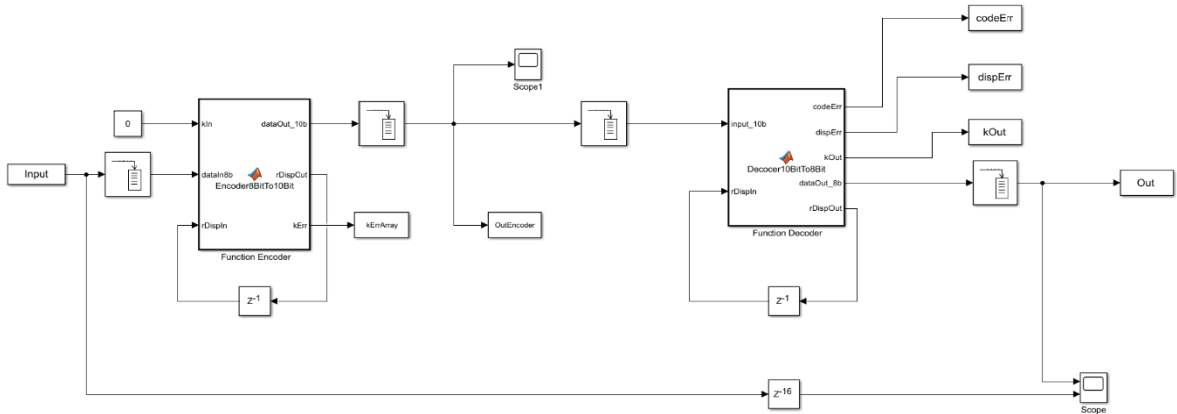 codeErr
dispErr
kOut
Scope1
0
kIn
dataOut_10b
Input
dataIn8b
rDispOut
Encoder8BitTo10Bit
rDispIn
kErr
kErrArray
Function Encoder
Z-1
OutEncoder
input_10b
codeErr
dispErr
kOut
Decocer10BitTo8Bit
dataOut_8b
rDispIn
rDispOut
Function Decoder
Z-1
Out
Z-16
Scope